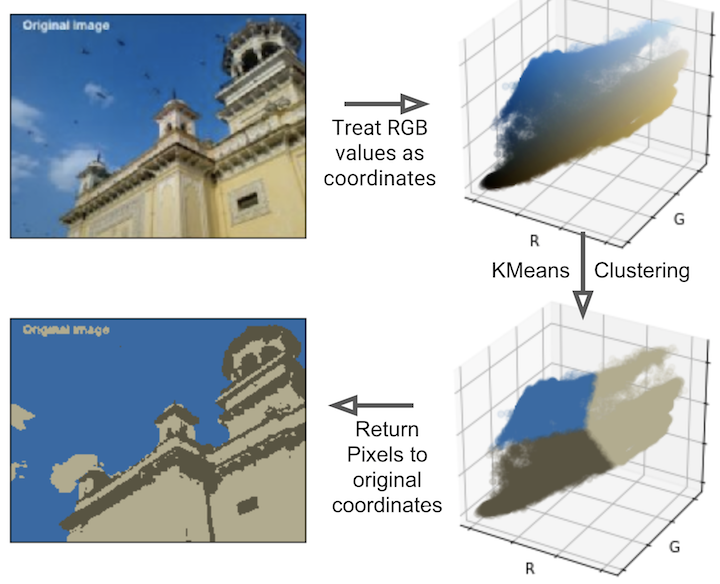 Original Image
Treat RGB
values as
coordinates
R
G
KMeans
Clustering
Original Image
Return
Pixels to
original
coordinates
R
G